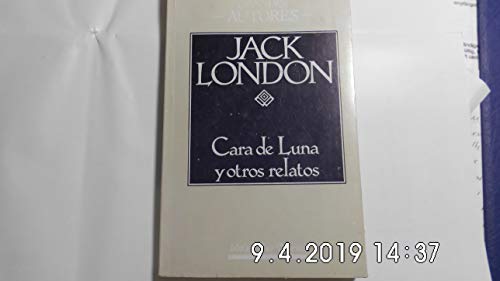 AUTORES
JACK
LONDON
Cara de Luna
y otros relatos
9.4.2019 14:37